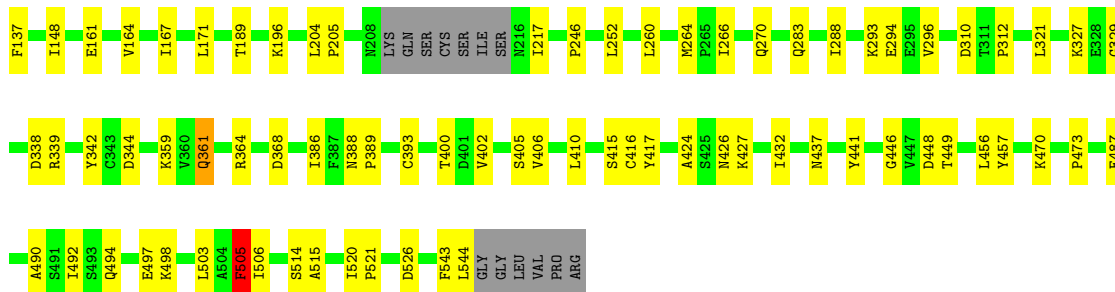 F137 I148 E161 V164 I167 L171 T189 K196 L204 P205 N208 LYS GLN SER CYS SER ILE SER N216 I217 P246 L252 L260 M264 P265 I266 Q270 Q283 I288 K293 E294 E295 V296 D310 T311 P312 L321 K327 E328
D338 R339 Y342 C343 D344 K359 V360 Q361 R364 D368 I386 F387 N388 P389 C393 T400 D401 V402 S405 V406 L410 S415 C416 Y417 A424 S425 N426 K427 I432 N437 Y441 G446 V447 D448 T449 L456 Y457 K470 P473
A490 S491 I492 S493 Q494 E497 K498 L503 A504 F505 I506 S514 A515 I520 P521 D526 F543 L544 GLY GLY LEU VAL PRO ARG